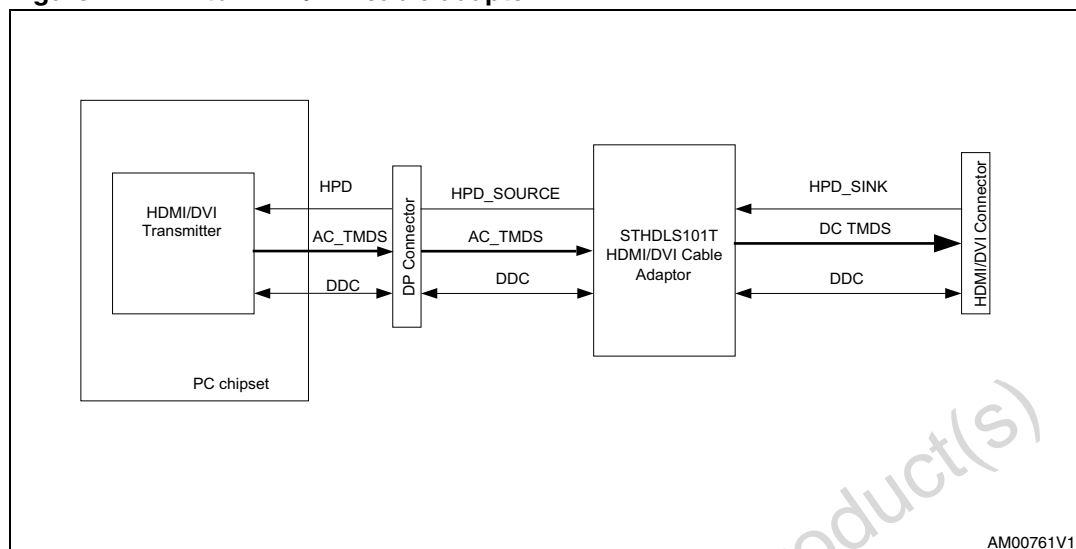 HPD
HPD_SOURCE
HPD_SINK
HDMI/DVI
Transmitter
AC_TMDS
AC_TMDS
DC TMDS
STHDLS101T
HDMI/DVI Cable
Adaptor
DDC
DDC
DDC
DP Connector
HDMI/DVI Connector
PC chipset
AM00761V1